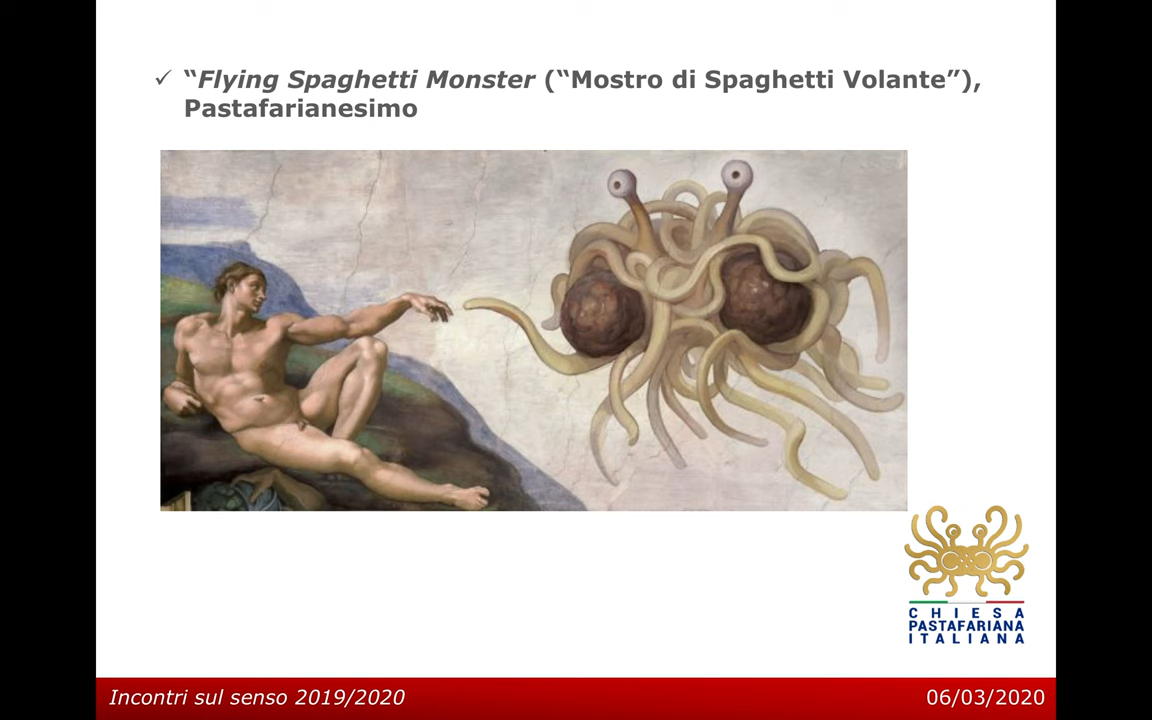 ✓ “Flying Spaghetti Monster (“Mostro di Spaghetti Volante”),
Pastafarianesimo
CHIESA
PASTAFARIANA
ITALIANA
Incontri sul senso 2019/2020
06/03/2020